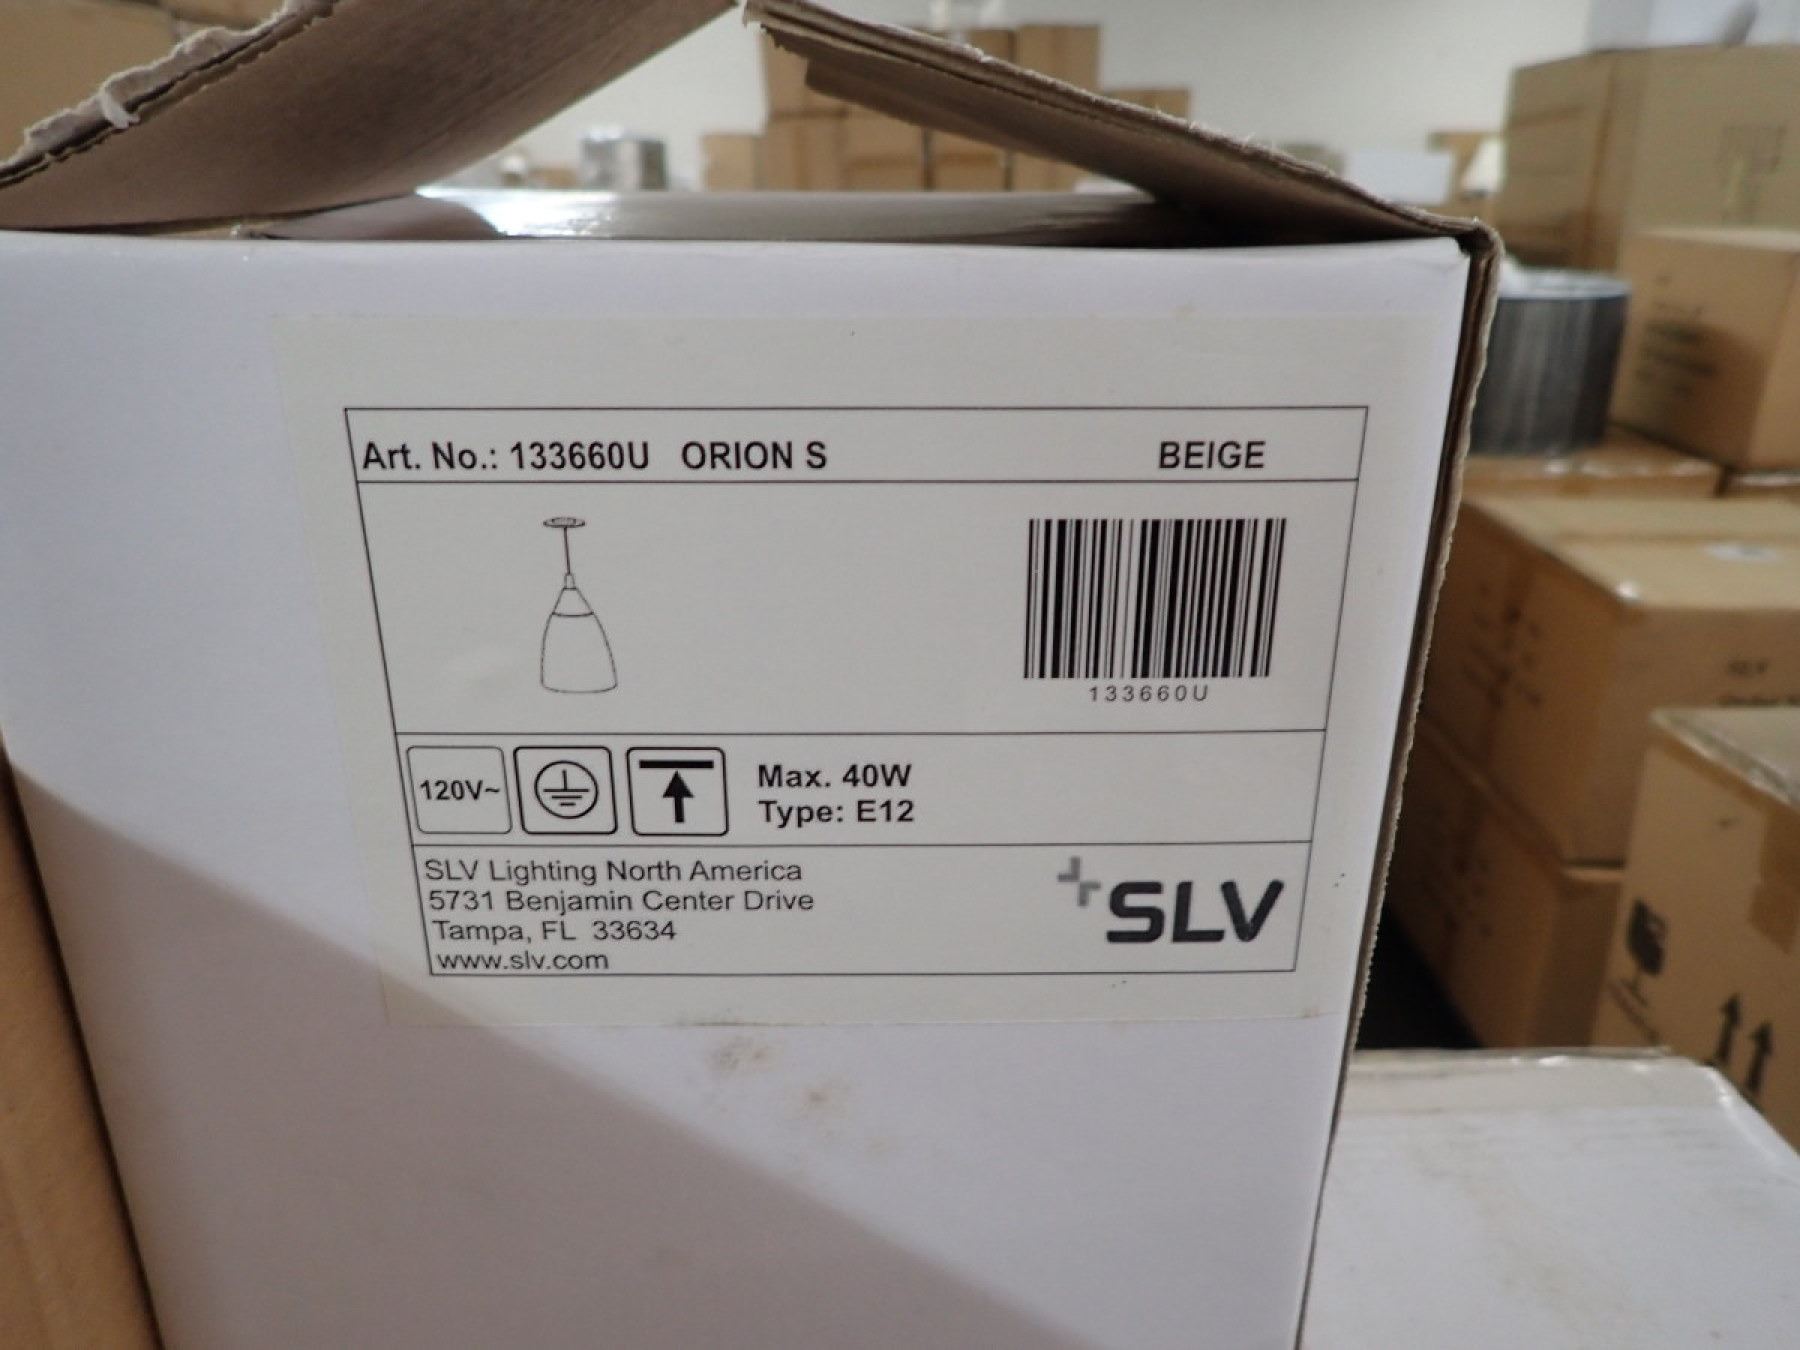 Art. No.: 133660U ORION S BEIGE
133660U
120V~
Max. 40W
Type: E12
SLV Lighting North America
5731 Benjamin Center Drive
Tampa, FL 33634
www.slv.com
SLV